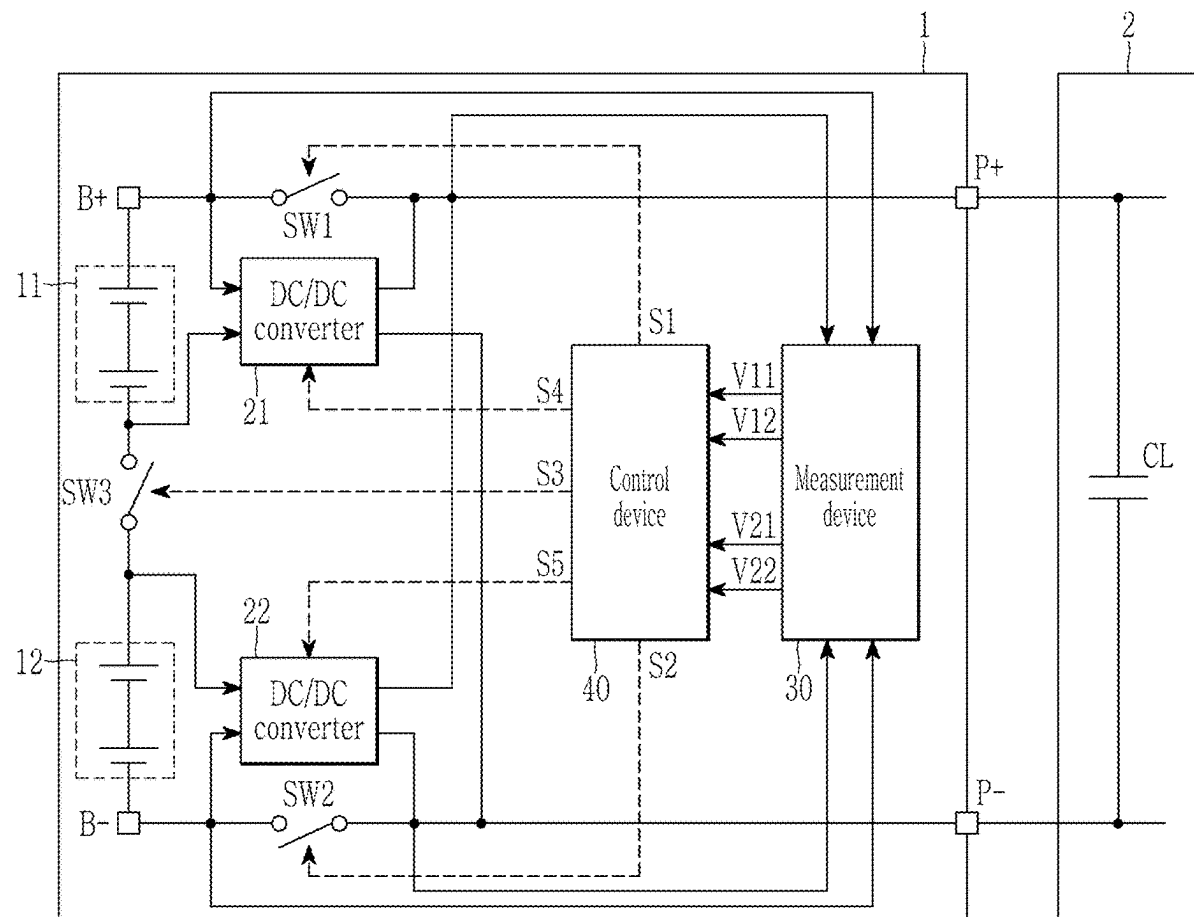 1
2
B+
SW1
P+
11
DC/DC
converter
21
S1
S4
V11
V12
SW3
S3
Control
device
Measurement
device
CL
V21
V22
S5
22
12
DC/DC
converter
40
S2
30
SW2
B-
P-